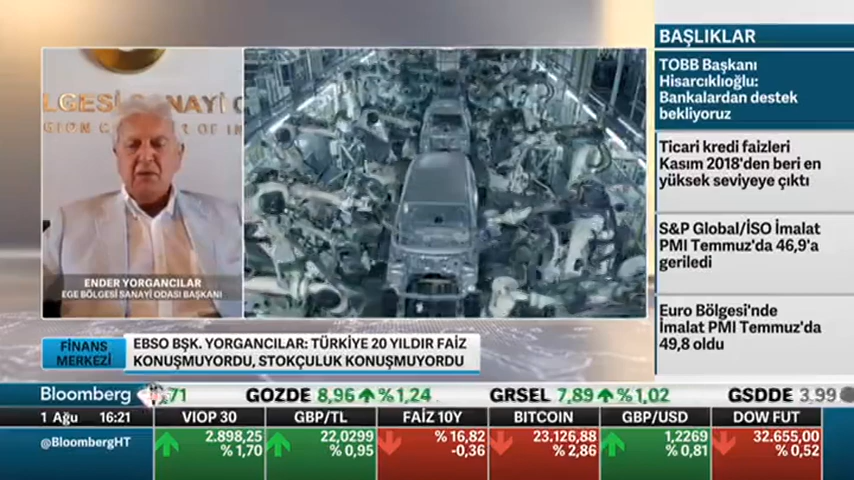 LGESİ SANAYİ O
GION C   T OF IN
ENDER YORGANCILAR
EGE BÖLGESİ SANAYİ ODASI BAŞKANI
FİNANS
MERKEZİ
EBSO BŞK. YORGANCILAR: TÜRKİYE 20 YILDIR FAİZ
KONUŞMUYORDU, STOKÇULUK KONUŞMUYORDU
BAŞLIKLAR
TOBB Başkanı
Hisarcıklıoğlu:
Bankalardan destek
bekliyoruz
Ticari kredi faizleri
Kasım 2018'den beri en
yüksek seviyeye çıktı
S&P Global/İSO İmalat
PMI Temmuz'da 46,9'a
geriledi
Euro Bölgesi'nde
İmalat PMI Temmuz'da
49,8 oldu
Bloomberg ,71 GOZDE 8,96 %1,24 GRSEL 7,89 %1,02 GSDDE 3,99
1 Ağu 16:21 VIOP 30 GBP/TL FAİZ 10Y BITCOIN GBP/USD DOW FUT
@BloombergHT 2.898,25 22,0299 % 16,82 23.126,88 1,2269 32.655,00
% 1,70 % 0,95 -0,36 % 2,86 % 0,81 % 0,52